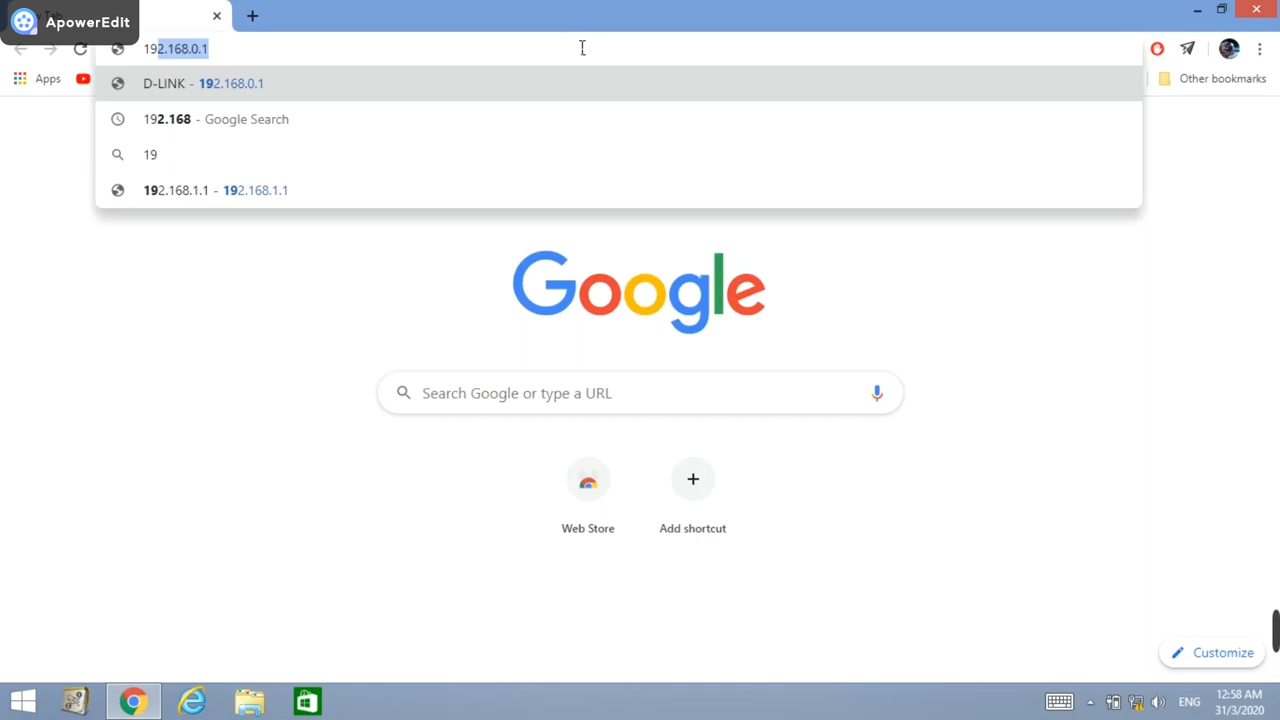 ApowerEdit
192.168.0.1
Apps
Other bookmarks
D-LINK - 192.168.0.1
192.168 - Google Search
19
192.168.1.1 - 192.168.1.1
Google
Search Google or type a URL
Web Store
Add shortcut
Customize
ENG
12:58 AM
31/3/2020